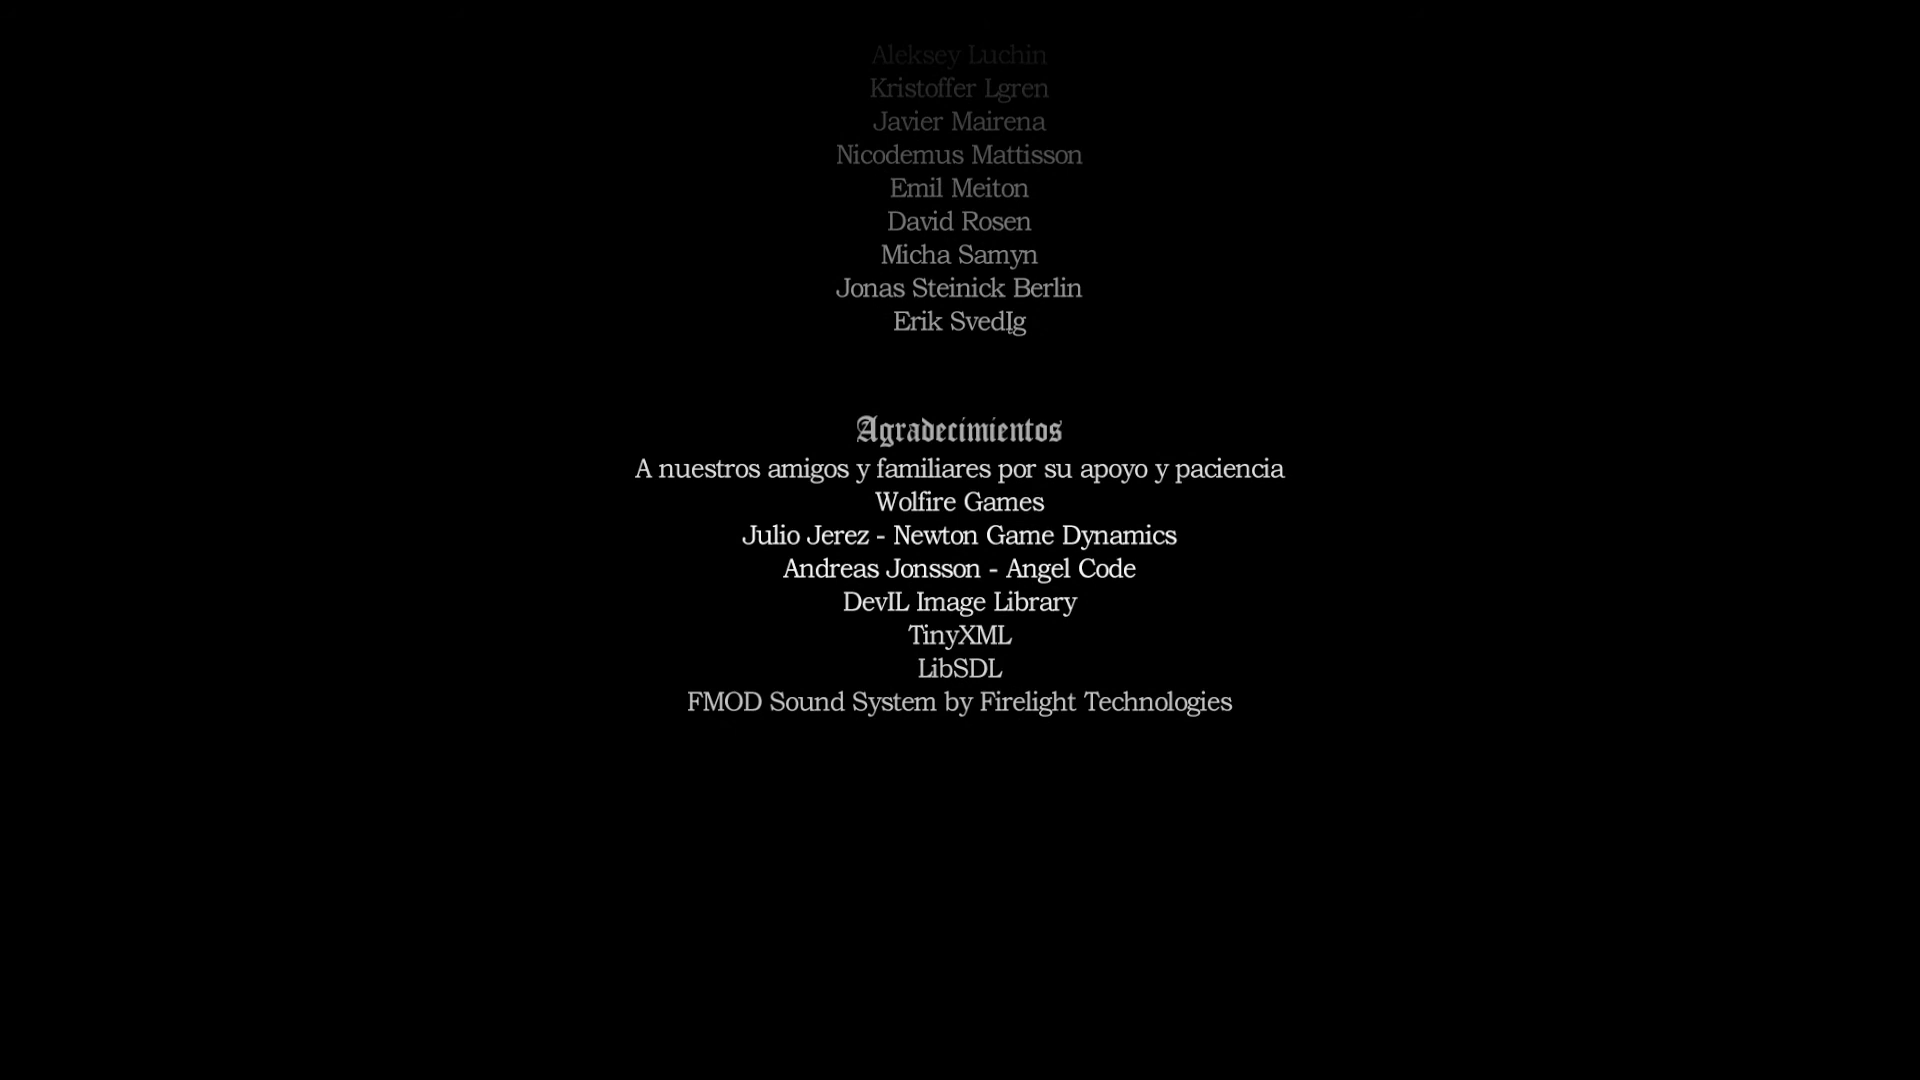 Aleksey Luchin
Kristoffer Lgren
Javier Mairena
Nicodemus Mattisson
Emil Meiton
David Rosen
Micha Samyn
Jonas Steinick Berlin
Erik SvedĮg
Agradecimientos
A nuestros amigos y familiares por su apoyo y paciencia
Wolfire Games
Julio Jerez - Newton Game Dynamics
Andreas Jonsson - Angel Code
DevIL Image Library
TinyXML
LibSDL
FMOD Sound System by Firelight Technologies